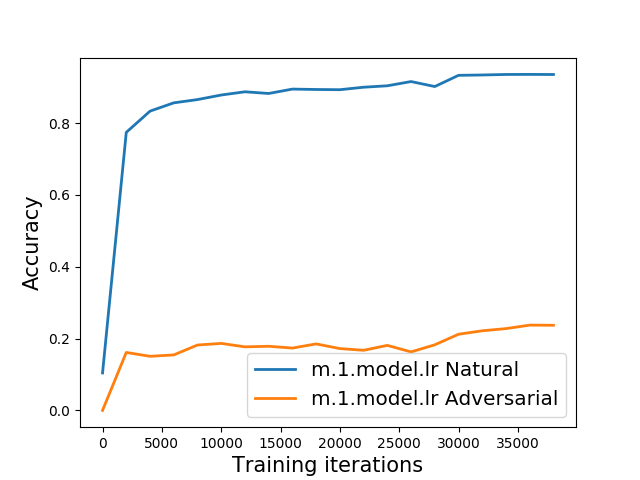 Accuracy
0.8
0.6
0.4
0.2
0.0
m.1.model.lr Natural
m.1.model.lr Adversarial
0 5000 10000 15000 20000 25000 30000 35000
Training iterations